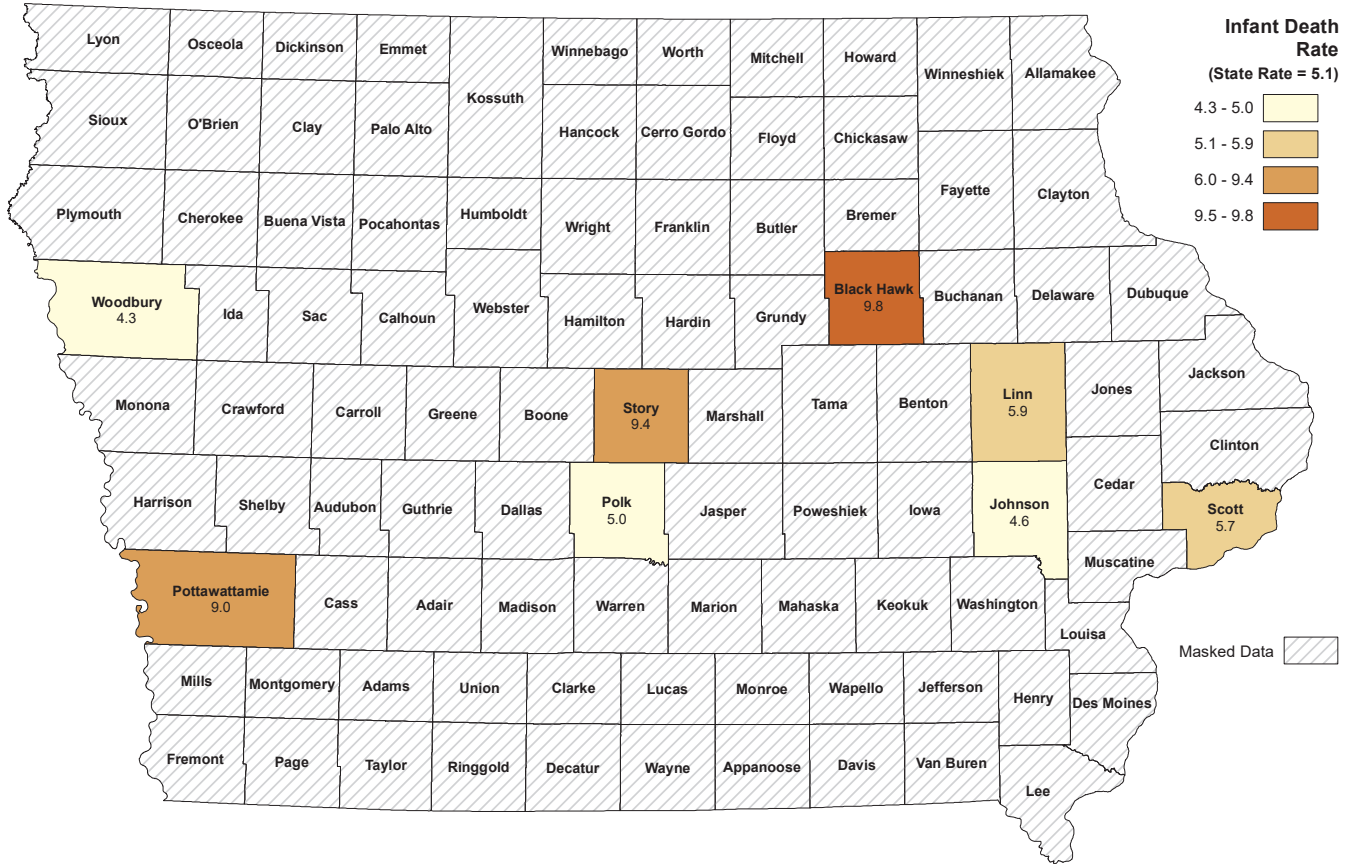 Infant Death
Rate
(State Rate = 5.1)
4.3 - 5.0
5.1 - 5.9
6.0 - 9.4
9.5 - 9.8
Lyon
Osceola
Dickinson
Emmet
Kossuth
Winnebago
Worth
Mitchell
Howard
Winneshiek
Allamakee
Sioux
O'Brien
Clay
Palo Alto
Hancock
Cerro Gordo
Floyd
Chickasaw
Fayette
Clayton
Plymouth
Cherokee
Buena Vista
Pocahontas
Humboldt
Wright
Franklin
Butler
Bremer
Woodbury
4.3
Ida
Sac
Calhoun
Webster
Hamilton
Hardin
Grundy
Black Hawk
9.8
Buchanan
Delaware
Dubuque
Monona
Crawford
Carroll
Greene
Boone
Story
9.4
Marshall
Tama
Benton
Linn
5.9
Jones
Jackson
Clinton
Harrison
Shelby
Audubon
Guthrie
Dallas
Polk
5.0
Jasper
Poweshiek
Iowa
Johnson
4.6
Cedar
Scott
5.7
Muscatine
Pottawattamie
9.0
Cass
Adair
Madison
Warren
Marion
Mahaska
Keokuk
Washington
Louisa
Masked Data
Mills
Montgomery
Adams
Union
Clarke
Lucas
Monroe
Wapello
Jefferson
Henry
Des Moines
Fremont
Page
Taylor
Ringgold
Decatur
Wayne
Appanoose
Davis
Van Buren
Lee